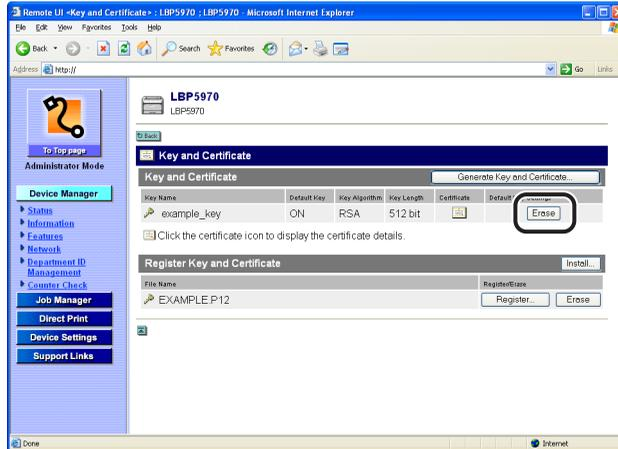 Remote UI <Key and Certificate> : LBP5970 ; LBP5970 - Microsoft Internet Explorer
File Edit View Favorites Tools Help
Back Search Favorites
Address http:// Go Links
LBP5970
LBP5970
To Top page
Administrator Mode
Back
Key and Certificate
Key and Certificate Generate Key and Certificate...
Key Name Default Key Key Algorithm Key Length Certificate Default
example_key ON RSA 512 bit Erase
Click the certificate icon to display the certificate details.
Register Key and Certificate Install...
File Name Register/Erase
EXAMPLE.P12 Register... Erase
Device Manager
Status
Information
Features
Network
Department ID
Management
Counter Check
Job Manager
Direct Print
Device Settings
Support Links
Done Internet